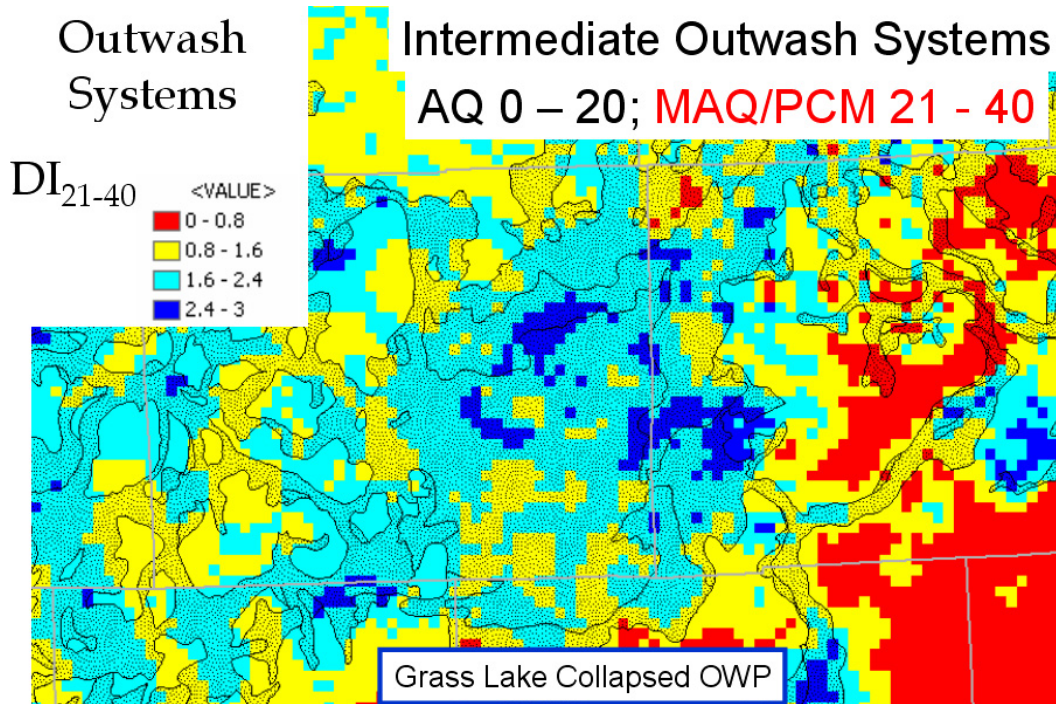 Outwash
Systems
Intermediate Outwash Systems
AQ 0 – 20; MAQ/PCM 21 - 40
DI21-40
<VALUE>
0 - 0.8
0.8 - 1.6
1.6 - 2.4
2.4 - 3
Grass Lake Collapsed OWP